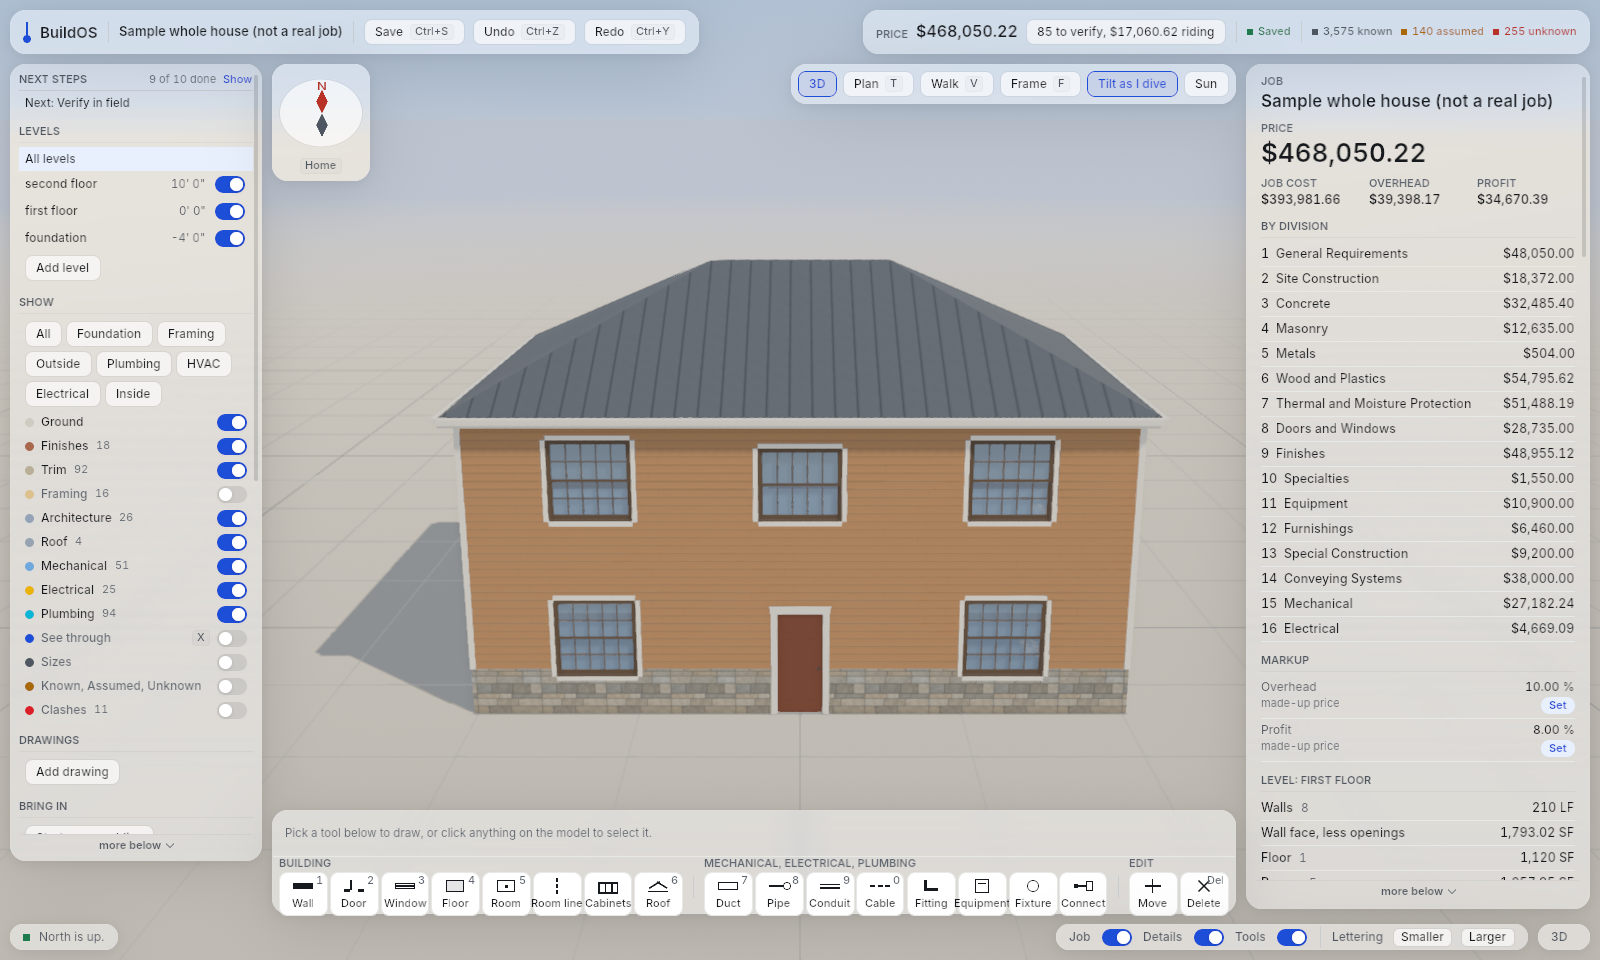 BuildOS
Sample whole house (not a real job)
Save Ctrl+S
Undo Ctrl+Z
Redo Ctrl+Y
PRICE $468,050.22
85 to verify, $17,060.62 riding
Saved
3,575 known
140 assumed
255 unknown
NEXT STEPS 9 of 10 done Show
Next: Verify in field
LEVELS
All levels
second floor 10' 0"
first floor 0' 0"
foundation -4' 0"
Add level
SHOW
All Foundation Framing
Outside Plumbing HVAC
Electrical Inside
Ground
Finishes 18
Trim 92
Framing 16
Architecture 26
Roof 4
Mechanical 51
Electrical 25
Plumbing 94
See through X
Sizes
Known, Assumed, Unknown
Clashes 11
DRAWINGS
Add drawing
BRING IN
more below
North is up.
N
Home
3D
Plan T
Walk V
Frame F
Tilt as I dive
Sun
Pick a tool below to draw, or click anything on the model to select it.
BUILDING
Wall 1
Door 2
Window 3
Floor 4
Room 5
Room line
Cabinets
Roof 6
MECHANICAL, ELECTRICAL, PLUMBING
Duct 7
Pipe 8
Conduit 9
Cable 0
Fitting
Equipment
Fixture
Connect
EDIT
Move
Delete Del
JOB
Sample whole house (not a real job)
PRICE
$468,050.22
JOB COST OVERHEAD PROFIT
$393,981.66 $39,398.17 $34,670.39
BY DIVISION
1 General Requirements $48,050.00
2 Site Construction $18,372.00
3 Concrete $32,485.40
4 Masonry $12,635.00
5 Metals $504.00
6 Wood and Plastics $54,795.62
7 Thermal and Moisture Protection $51,488.19
8 Doors and Windows $28,735.00
9 Finishes $48,955.12
10 Specialties $1,550.00
11 Equipment $10,900.00
12 Furnishings $6,460.00
13 Special Construction $9,200.00
14 Conveying Systems $38,000.00
15 Mechanical $27,182.24
16 Electrical $4,669.09
MARKUP
Overhead 10.00 %
made-up price Set
Profit 8.00 %
made-up price Set
LEVEL: FIRST FLOOR
Walls 8 210 LF
Wall face, less openings 1,793.02 SF
Floor 1 1,120 SF
more below
Job Details Tools Lettering Smaller Larger
3D